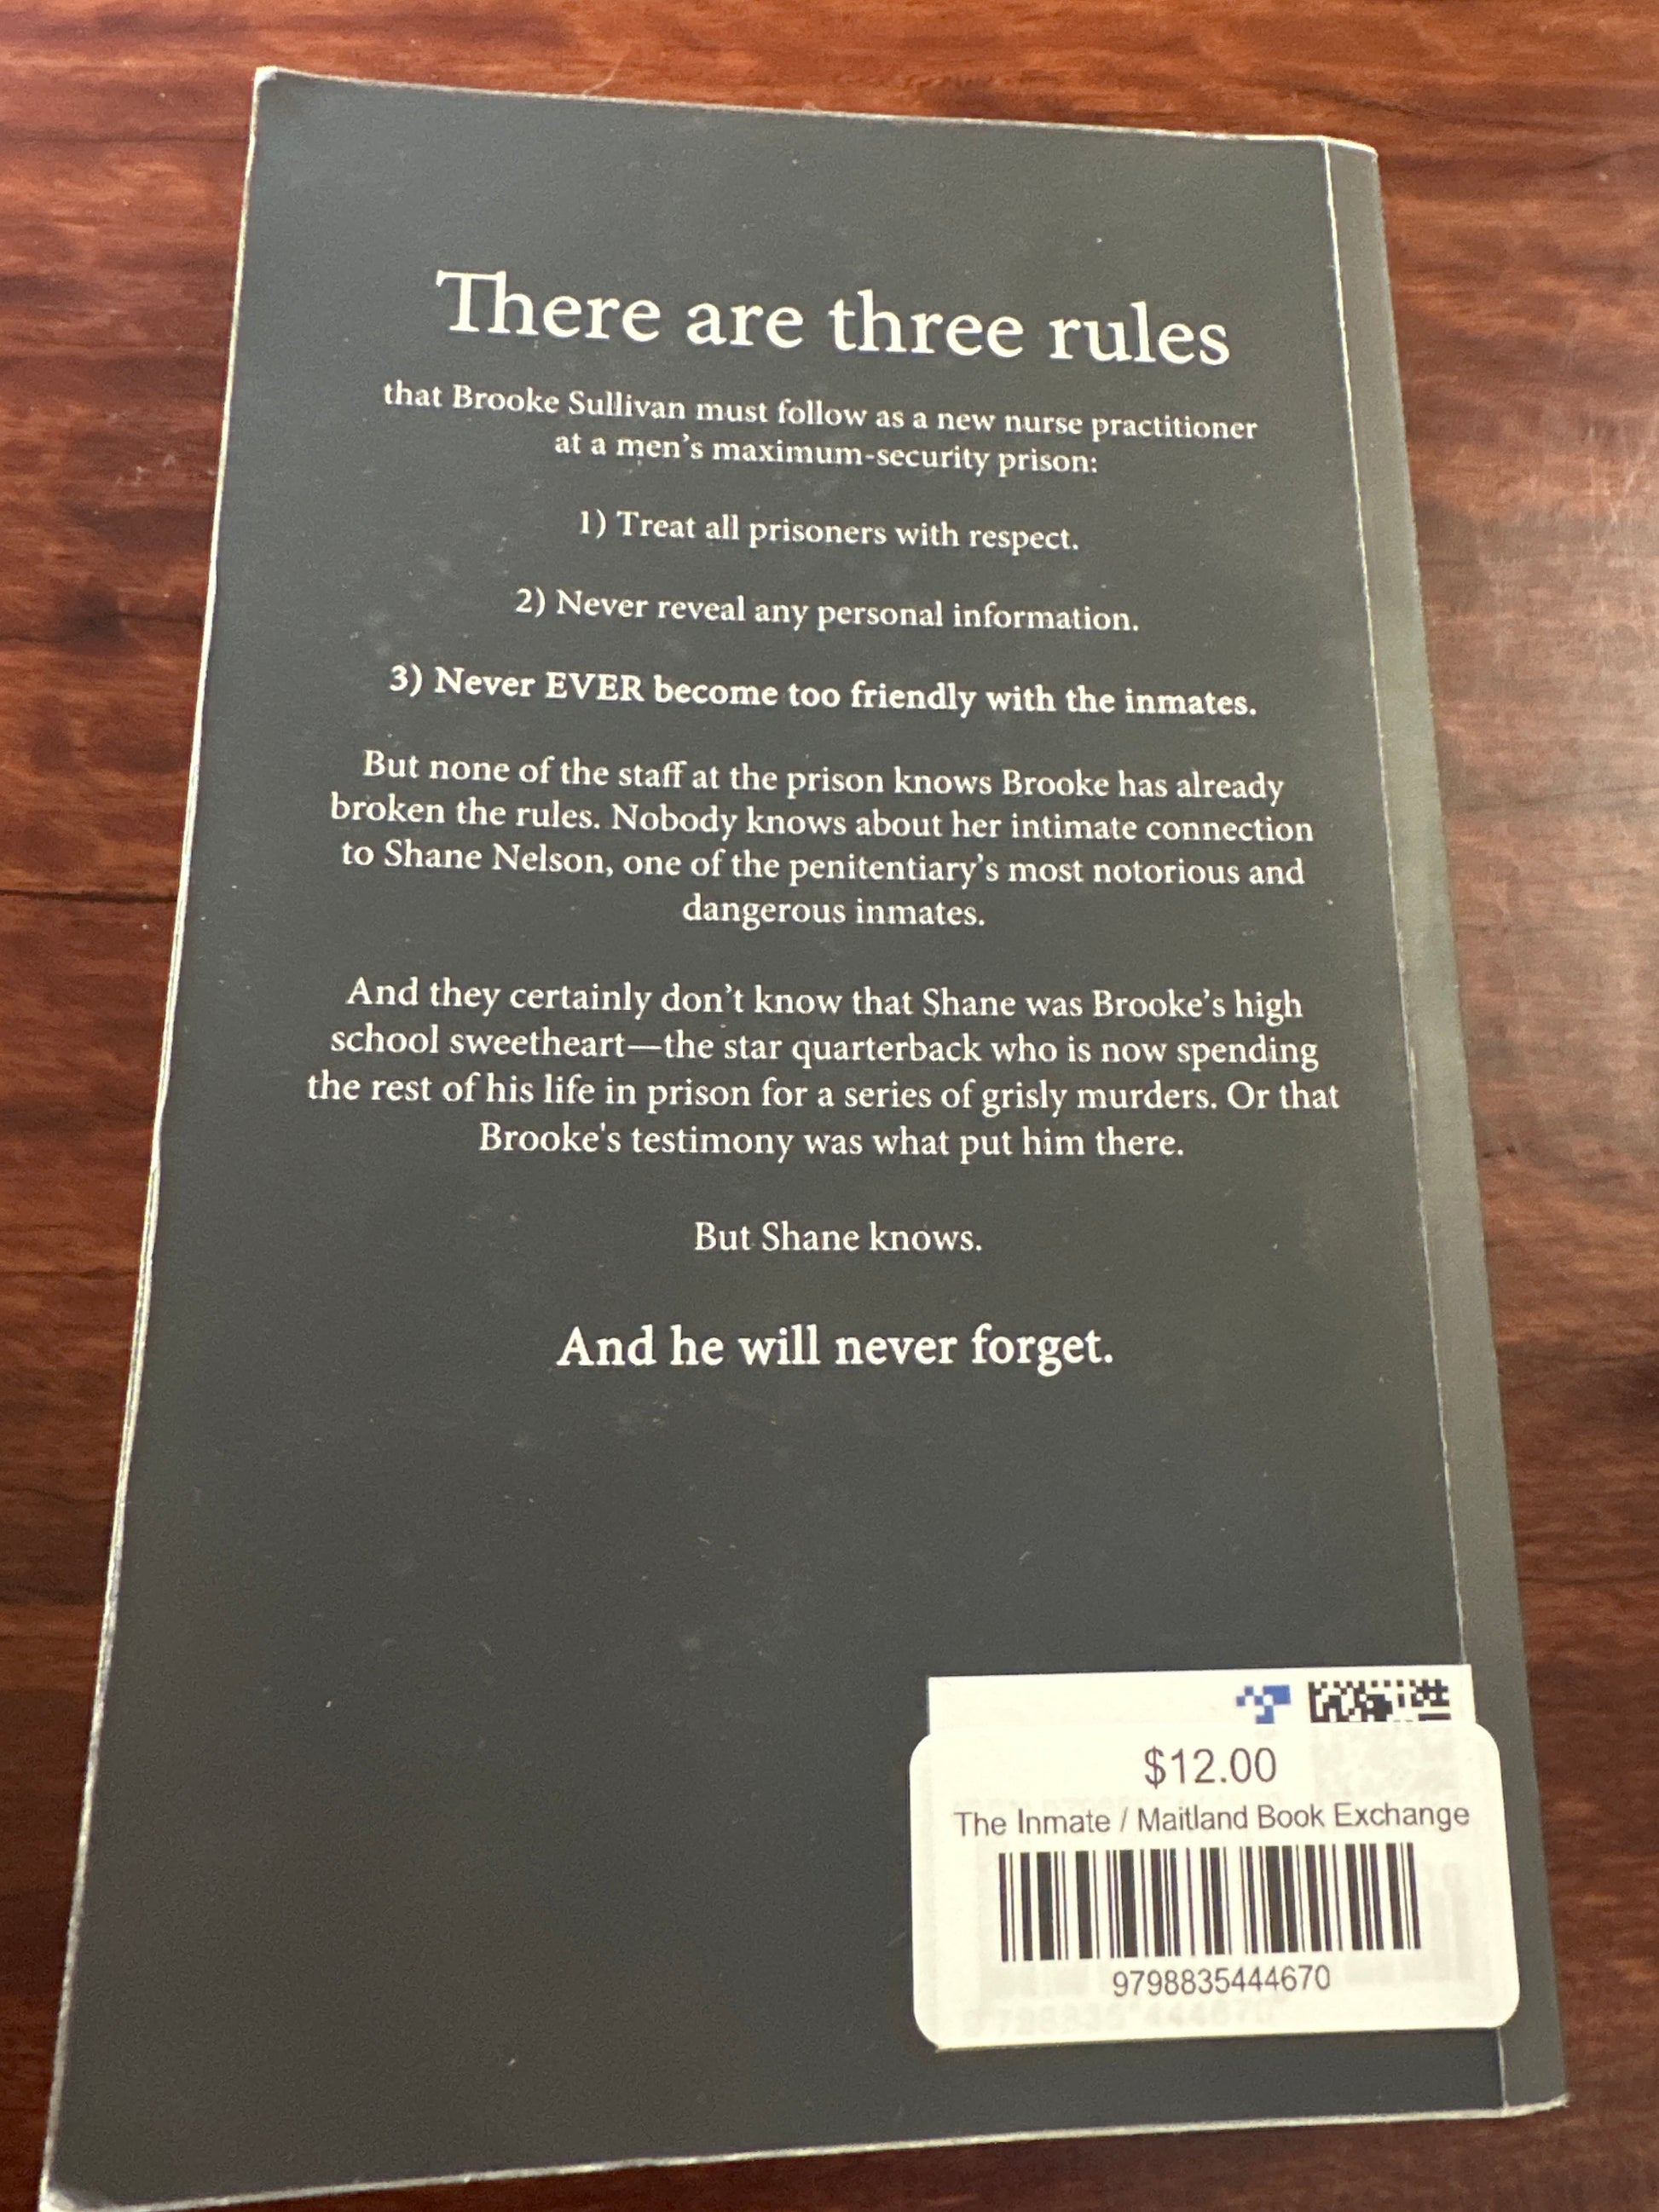 There are three rules
that Brooke Sullivan must follow as a new nurse practitioner
at a men’s maximum-security prison:
1) Treat all prisoners with respect.
2) Never reveal any personal information.
3) Never EVER become too friendly with the inmates.
But none of the staff at the prison knows Brooke has already
broken the rules. Nobody knows about her intimate connection
to Shane Nelson, one of the penitentiary’s most notorious and
dangerous inmates.
And they certainly don’t know that Shane was Brooke’s high
school sweetheart—the star quarterback who is now spending
the rest of his life in prison for a series of grisly murders. Or that
Brooke's testimony was what put him there.
But Shane knows.
And he will never forget.
$12.00
The Inmate / Maitland Book Exchange
9798835444670